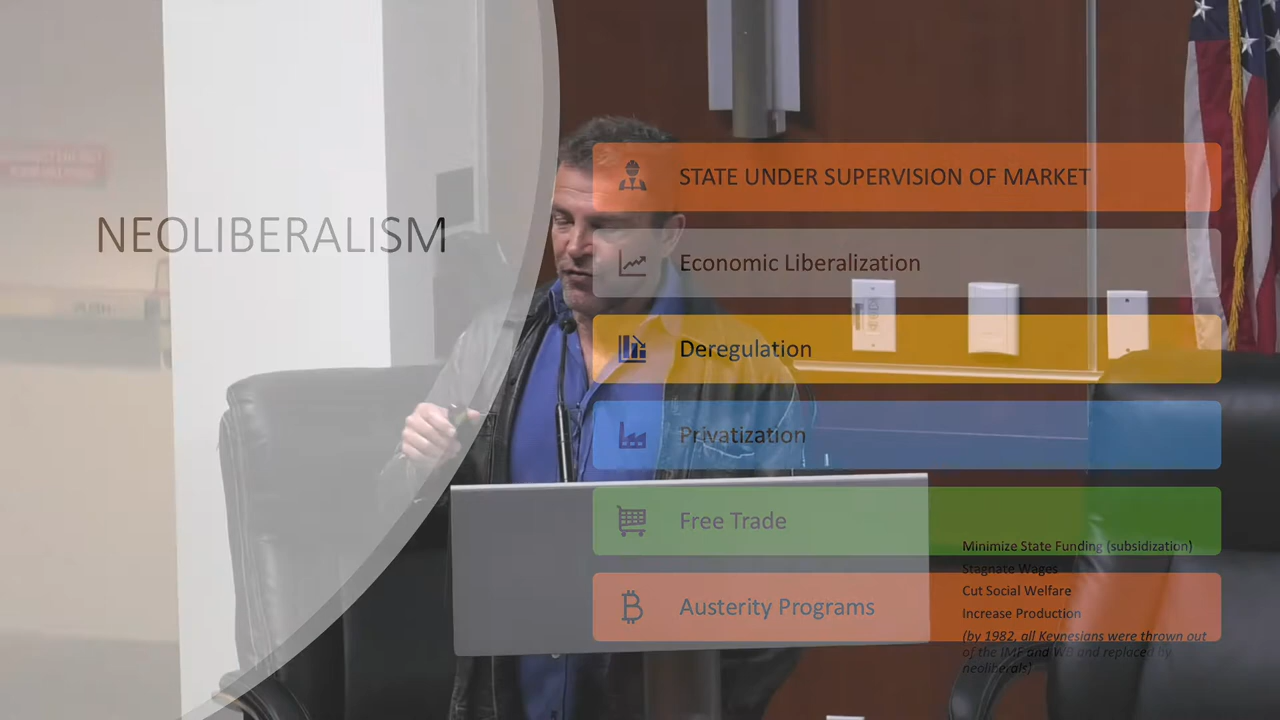 NEOLIBERALISM
STATE UNDER SUPERVISION OF MARKET
Economic Liberalization
Deregulation
Privatization
Free Trade
Austerity Programs
Minimize State Funding (subsidization)
Stagnate Wages
Cut Social Welfare
Increase Production
(by 1982, all Keynesians were thrown out
of the IMF and WB and replaced by
neoliberals)